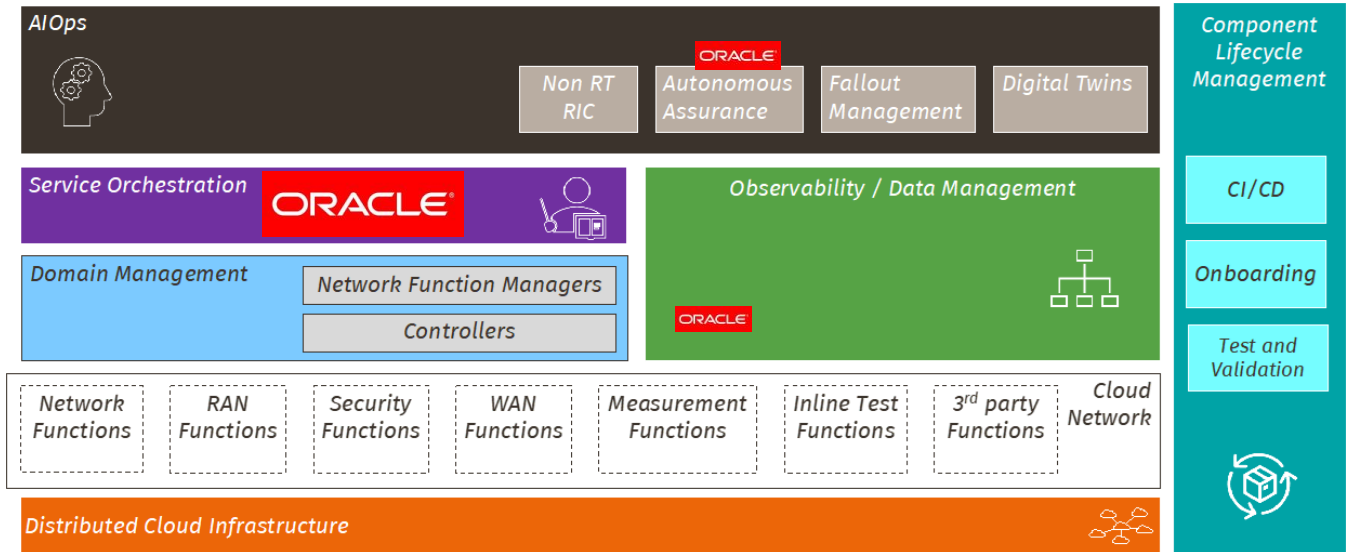 AIOps
ORACLE
Non RT
RIC
Autonomous
Assurance
Fallout
Management
Digital Twins
Service Orchestration
ORACLE
Observability / Data Management
ORACLE
Domain Management
Network Function Managers
Controllers
Network
Functions
RAN
Functions
Security
Functions
WAN
Functions
Measurement
Functions
Inline Test
Functions
3rd party
Functions
Cloud
Network
Distributed Cloud Infrastructure
Component
Lifecycle
Management
CI/CD
Onboarding
Test and
Validation